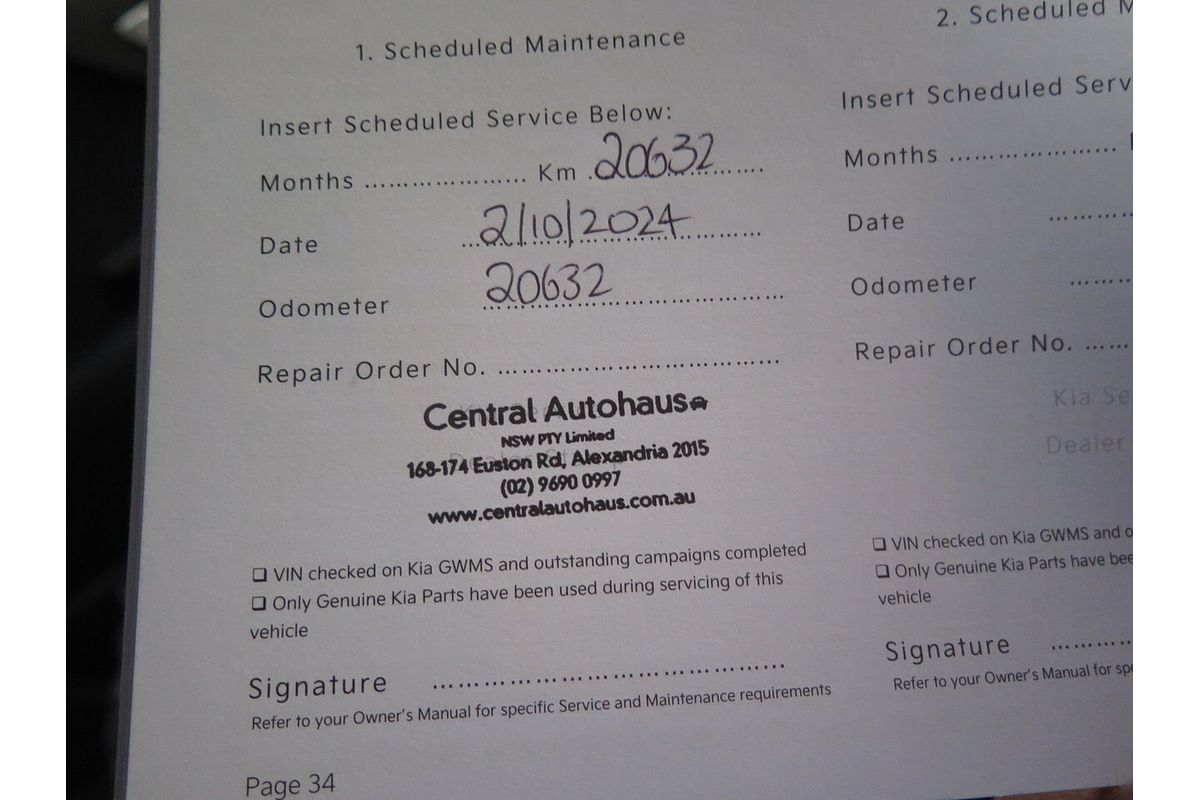 1. Scheduled Maintenance
Insert Scheduled Service Below:
Months ........................ Km .20632.......
Date ...2/10/2024............
Odometer 20632............................
Repair Order No. ......................................
Central Autohaus
NSW PTY Limited
168-174 Euston Rd, Alexandria 2015
(02) 9690 0997
www.centralautohaus.com.au
❏ VIN checked on Kia GWMS and outstanding campaigns completed
❏ Only Genuine Kia Parts have been used during servicing of this
vehicle
Signature ................................................
Refer to your Owner's Manual for specific Service and Maintenance requirements
Page 34
2. Scheduled M
Insert Scheduled Serv
Months ........................
Date ............
Odometer .........
Repair Order No. ......
Kia Se
Dealer
❏ VIN checked on Kia GWMS and o
❏ Only Genuine Kia Parts have bee
vehicle
Signature ............
Refer to your Owner's Manual for spe